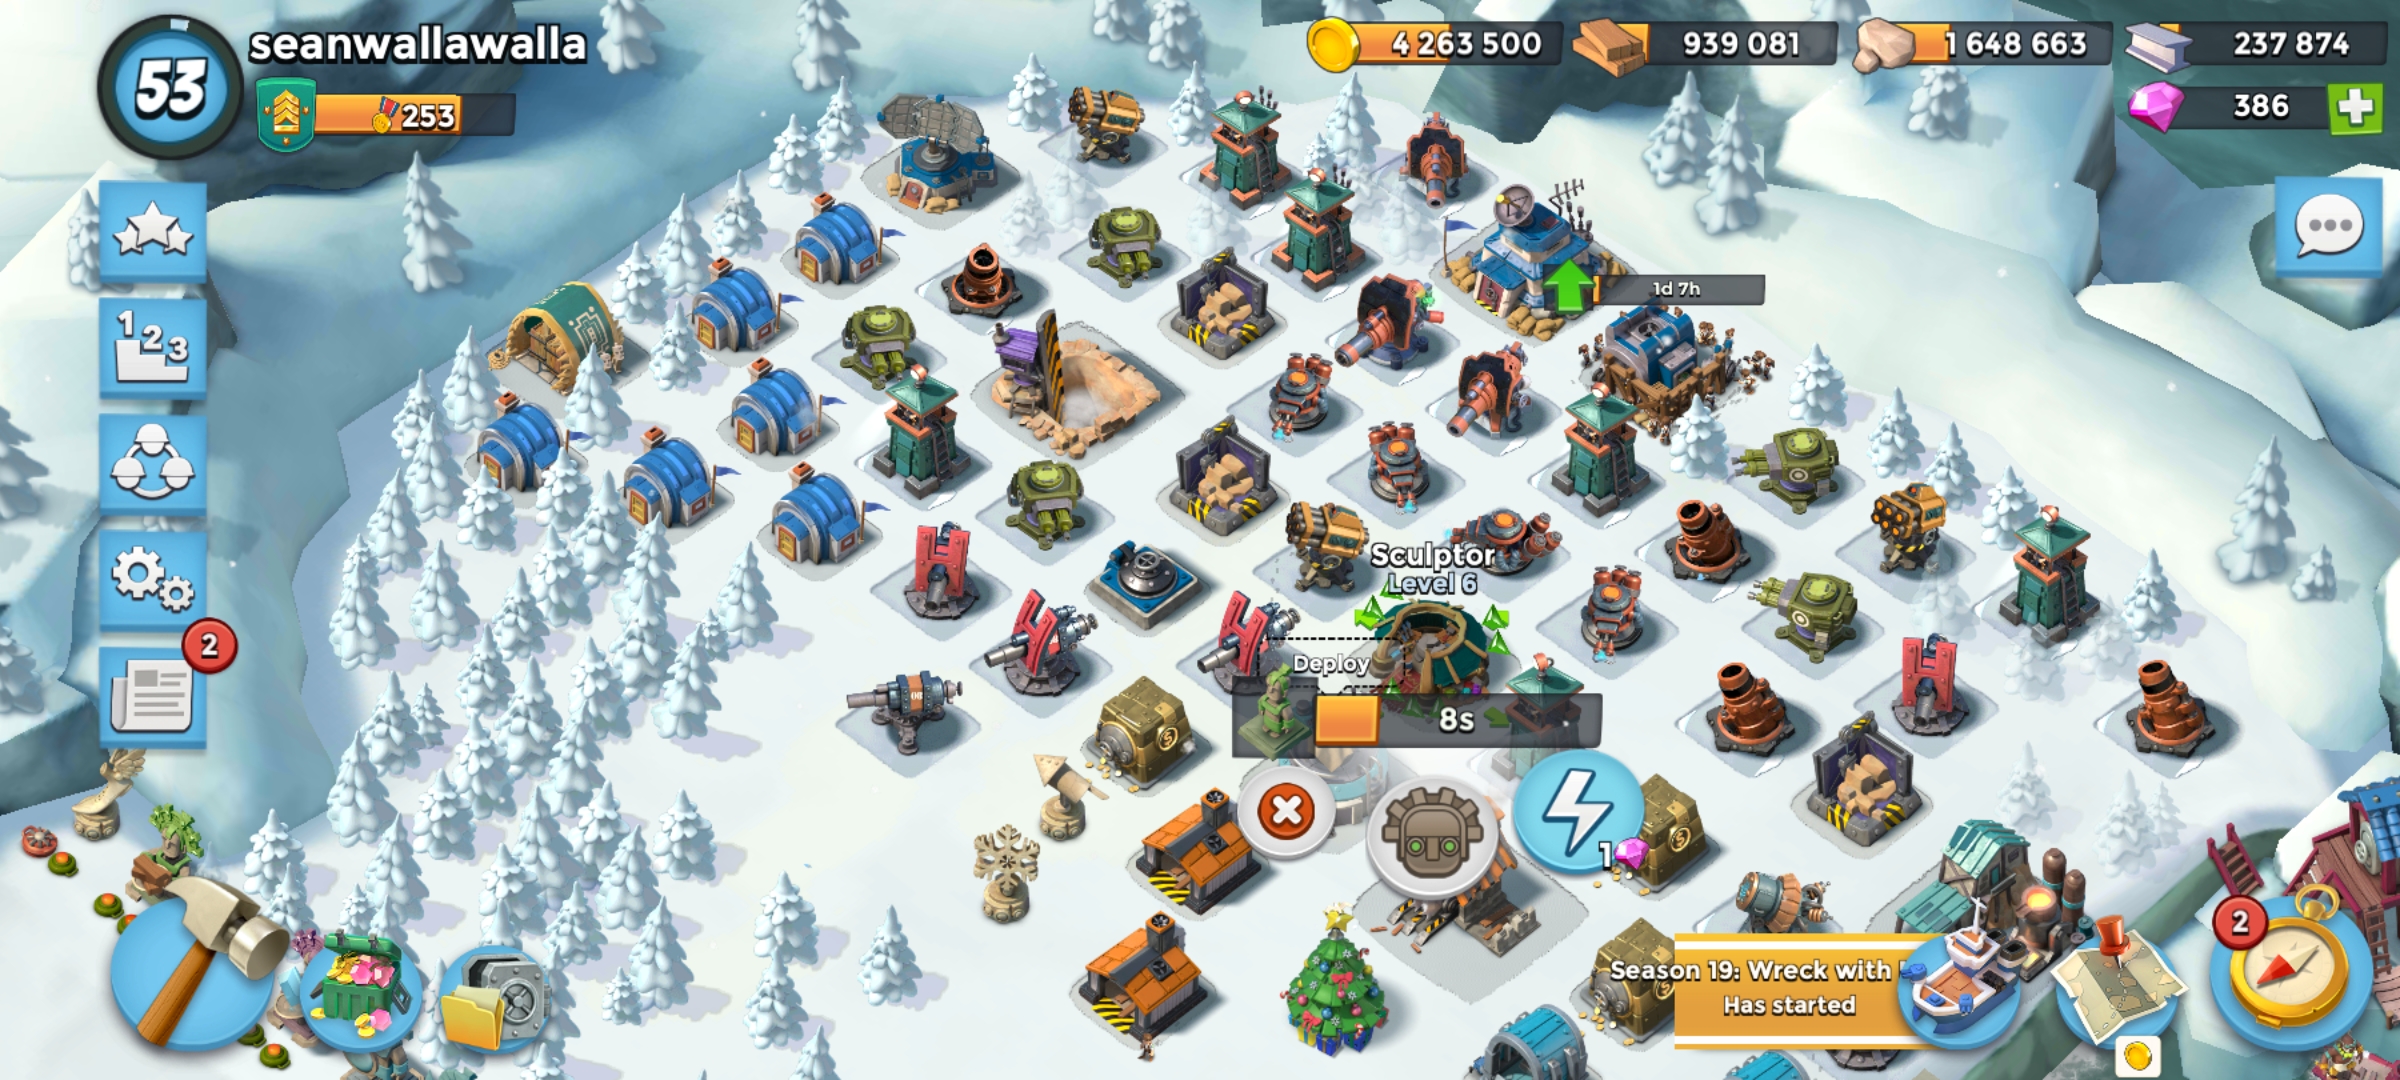 53
seanwallawalla
253
4 263 500
939 081
1 648 663
237 874
386
1d 7h
123
2
Sculptor
Level 6
Deploy
8s
1
2
Season 19: Wreck with
Has started